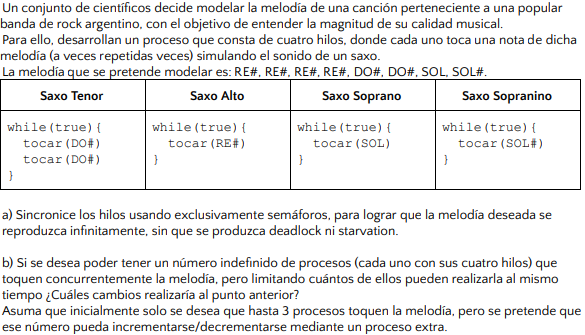 Un conjunto de científicos decide modelar la melodía de una canción perteneciente a una popular
banda de rock argentino, con el objetivo de entender la magnitud de su calidad musical.
Para ello, desarrollan un proceso que consta de cuatro hilos, donde cada uno toca una nota de dicha
melodía (a veces repetidas veces) simulando el sonido de un saxo.
La melodía que se pretende modelar es: RE#, RE#, RE#, RE#, DO#, DO#, SOL, SOL#.
Saxo Tenor Saxo Alto Saxo Soprano Saxo Sopranino
while(true){ while(true){ while(true){ while(true){
tocar(DO#) tocar(RE#) tocar(SOL) tocar(SOL#)
tocar(DO#) } } }
}
a) Sincronice los hilos usando exclusivamente semáforos, para lograr que la melodía deseada se
reproduzca infinitamente, sin que se produzca deadlock ni starvation.
b) Si se desea poder tener un número indefinido de procesos (cada uno con sus cuatro hilos) que
toquen concurrentemente la melodía, pero limitando cuántos de ellos pueden realizarla al mismo
tiempo ¿Cuáles cambios realizaría al punto anterior?
Asuma que inicialmente solo se desea que hasta 3 procesos toquen la melodía, pero se pretende que
ese número pueda incrementarse/decrementarse mediante un proceso extra.